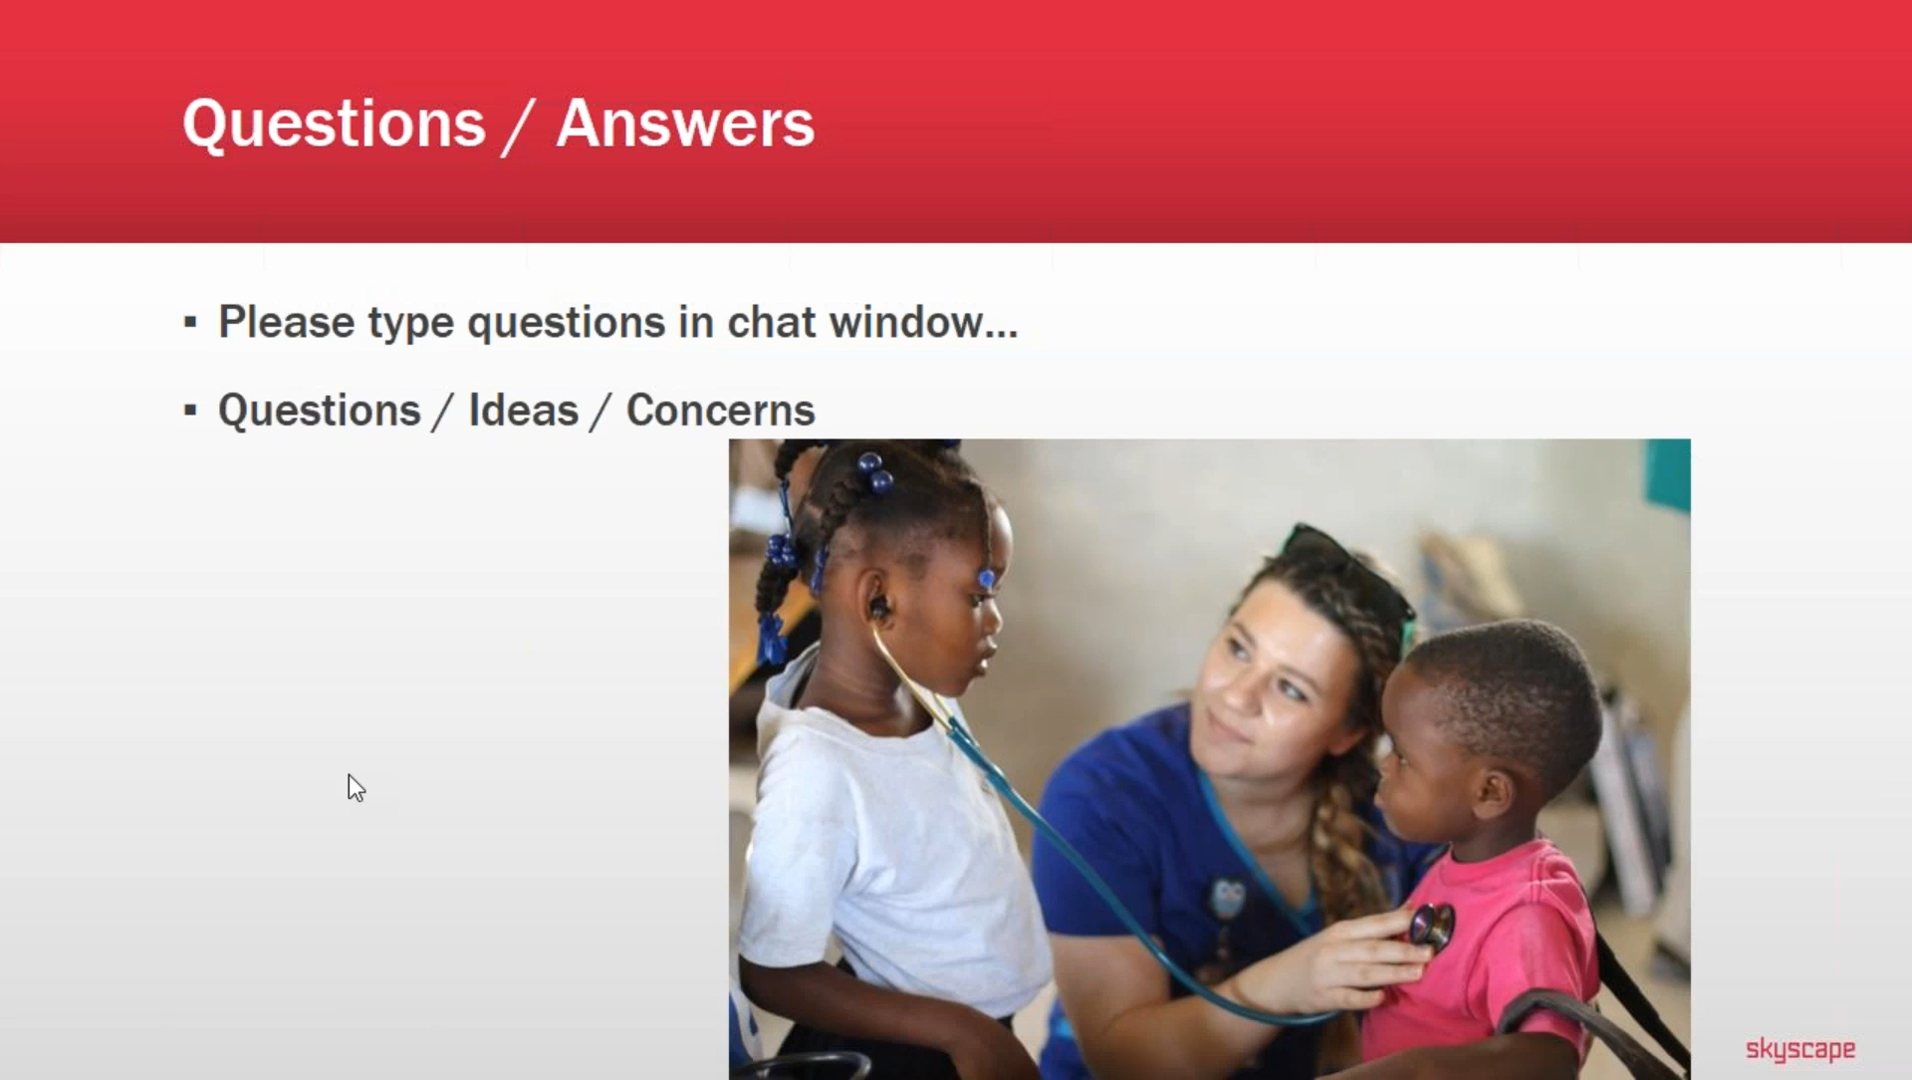 Questions / Answers
▪ Please type questions in chat window...
▪ Questions / Ideas / Concerns
skyscape